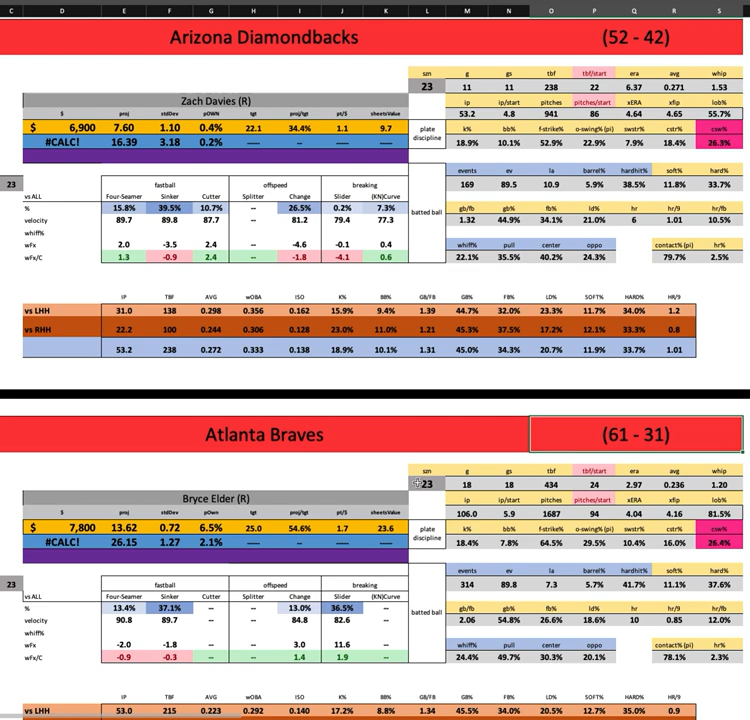 C D E F G H I J K L M N O P Q R S
Arizona Diamondbacks (52 - 42)
szn g gs tbf tbf/start era avg whip
23 11 11 238 22 6.37 0.271 1.53
Zach Davies (R) ip ip/start pitches pitches/start xERA xfip lob%
$ proj stdDev pOWN tgt proj/tgt pt/$ sheetsValue 53.2 4.8 941 86 4.64 4.65 55.7%
$ 6,900 7.60 1.10 0.4% 22.1 34.4% 1.1 9.7 plate discipline k% bb% f-strike% o-swing% (pi) swstr% cstr% csw%
#CALC! 16.39 3.18 0.2% ---- -- ---- -- 18.9% 10.1% 52.9% 22.9% 7.9% 18.4% 26.3%
events ev la barrel% hardhit% soft% hard%
23 fastball offspeed breaking 169 89.5 10.9 5.9% 38.5% 11.8% 33.7%
vs ALL Four-Seamer Sinker Cutter Splitter Change Slider (KN)Curve
% 15.8% 39.5% 10.7% -- 26.5% 0.2% 7.3% batted ball gb/fb gb% fb% ld% hr hr/9 hr/fb
velocity 89.7 89.8 87.7 -- 81.2 79.4 77.3 1.32 44.9% 34.1% 21.0% 6 1.01 10.5%
whiff%
wFx 2.0 -3.5 2.4 -- -4.6 -0.1 0.4 whiff% pull center oppo contact% (pi) hr%
wFx/C 1.3 -0.9 2.4 -- -1.8 -4.1 0.6 22.1% 35.5% 40.2% 24.3% 79.7% 2.5%
IP TBF AVG wOBA ISO K% BB% GB/FB GB% FB% LD% SOFT% HARD% HR/9
vs LHH 31.0 138 0.298 0.356 0.162 15.9% 9.4% 1.39 44.7% 32.0% 23.3% 11.7% 34.0% 1.2
vs RHH 22.2 100 0.244 0.306 0.128 23.0% 11.0% 1.21 45.3% 37.5% 17.2% 12.1% 33.3% 0.8
53.2 238 0.272 0.333 0.138 18.9% 10.1% 1.31 45.0% 34.3% 20.7% 11.9% 33.7% 1.01
Atlanta Braves (61 - 31)
szn g gs tbf tbf/start era avg whip
23 18 18 434 24 2.97 0.236 1.20
Bryce Elder (R) ip ip/start pitches pitches/start xERA xfip lob%
$ proj stdDev pOwn tgt proj/tgt pt/$ sheetsValue 106.0 5.9 1687 94 4.04 4.16 81.5%
$ 7,800 13.62 0.72 6.5% 25.0 54.6% 1.7 23.6 plate discipline k% bb% f-strike% o-swing% (pi) swstr% cstr% csw%
#CALC! 26.15 1.27 2.1% ---- -- ---- ---- 18.4% 7.8% 64.5% 29.5% 10.4% 16.0% 26.4%
events ev la barrel% hardhit% soft% hard%
23 fastball offspeed breaking 314 89.8 7.3 5.7% 41.7% 11.1% 37.6%
vs ALL Four-Seamer Sinker Cutter Splitter Change Slider (KN)Curve
% 13.4% 37.1% -- -- 13.0% 36.5% -- batted ball gb/fb gb% fb% ld% hr hr/9 hr/fb
velocity 90.8 89.7 -- -- 84.8 82.6 -- 2.06 54.8% 26.6% 18.6% 10 0.85 12.0%
whiff%
wFx -2.0 -1.8 3.0 11.6 whiff% pull center oppo contact% (pi) hr%
wFx/C -0.9 -0.3 -- -- 1.4 1.9 -- 24.4% 49.7% 30.3% 20.1% 78.1% 2.3%
IP TBF AVG wOBA ISO K% BB% GB/FB GB% FB% LD% SOFT% HARD% HR/9
vs LHH 53.0 215 0.223 0.292 0.140 17.2% 8.8% 1.34 45.5% 34.0% 20.5% 12.7% 35.0% 0.9